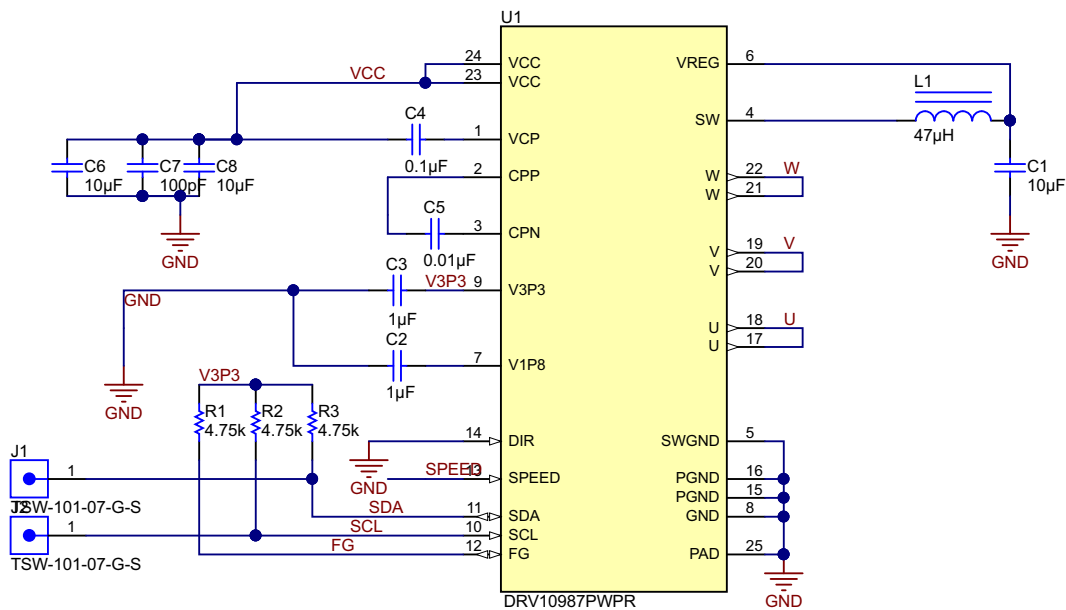 U1
24 VCC
VCC 23 VCC
C4
1 VCP
0.1µF
C6 C7 C8
10µF 100pF 10µF
GND
2 CPP
C5
3 CPN
0.01µF
C3
V3P3 9 V3P3
GND
1µF
C2
7 V1P8
1µF
GND
V3P3
R1 R2 R3
4.75k 4.75k 4.75k
14 DIR
GND
SPEED 13 SPEED
J1
1
TSW-101-07-G-S
SDA 11 SDA
J2
1
TSW-101-07-G-S
SCL 10 SCL
FG 12 FG
VREG 6
L1
SW 4
47µH
C1
10µF
GND
W 22 W
W 21
V 19 V
V 20
U 18 U
U 17
SWGND 5
PGND 16
PGND 15
GND 8
PAD 25
GND
DRV10987PWPR